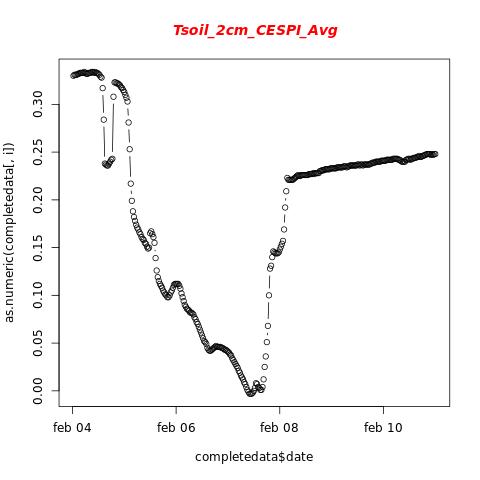 Tsoil_2cm_CESPI_Avg
as.numeric(completedata[, i])
0.30
0.25
0.20
0.15
0.10
0.05
0.00
feb 04 feb 06 feb 08 feb 10
completedata$date